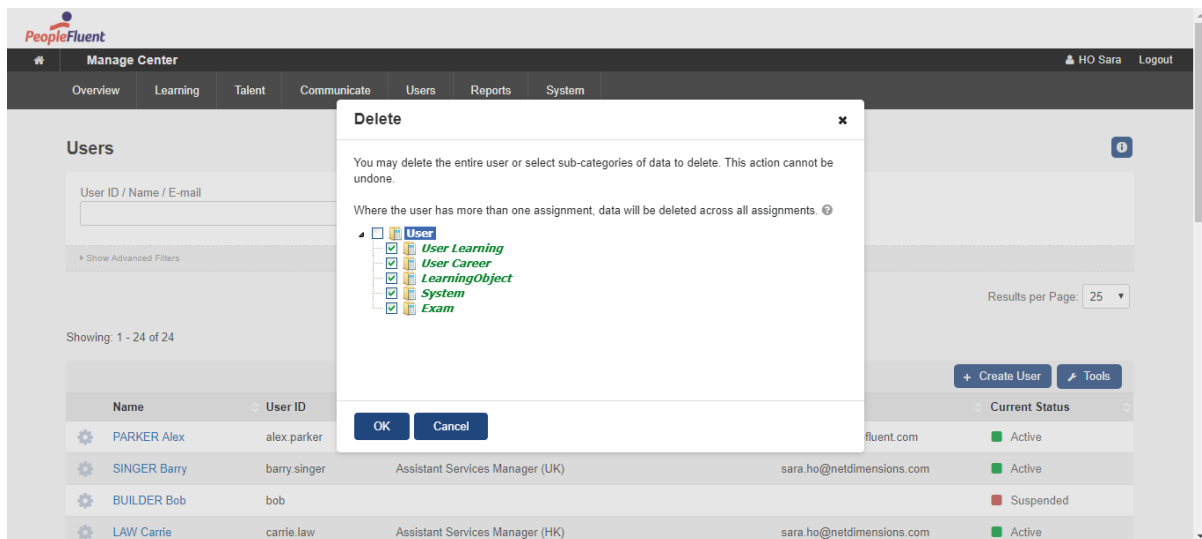 PeopleFluent
Manage Center
HO Sara Logout
Overview Learning Talent Communicate Users Reports System
Delete
Users
You may delete the entire user or select sub-categories of data to delete. This action cannot be
undone.
User ID / Name / E-mail
Where the user has more than one assignment, data will be deleted across all assignments.
User
User Learning
Show Advanced Filters
User Career
LearningObject
System
Exam
Results per Page: 25
Showing: 1 - 24 of 24
+ Create User Tools
Name User ID Current Status
OK Cancel
PARKER Alex alex.parker fluent.com Active
SINGER Barry barry.singer Assistant Services Manager (UK) sara.ho@netdimensions.com Active
BUILDER Bob bob Suspended
LAW Carrie carrie.law Assistant Services Manager (HK) sara.ho@netdimensions.com Active